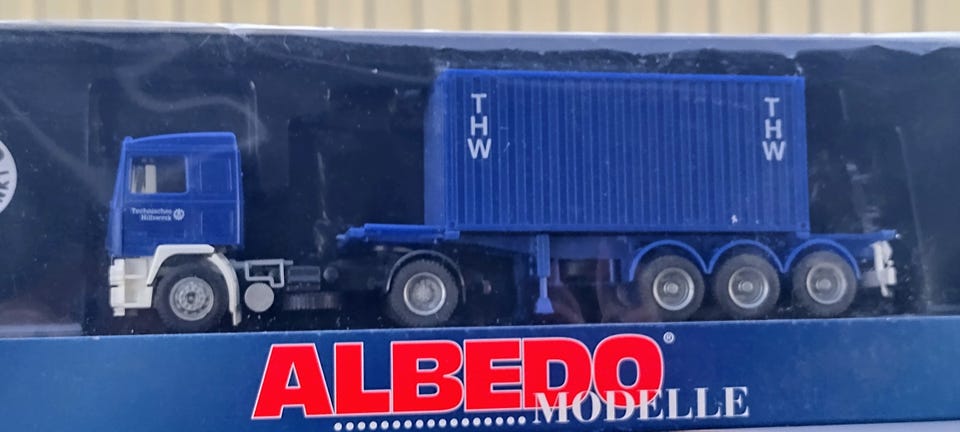 THW
THW
Technisches
Hilfswerk
ALBEDO®
MODELLE